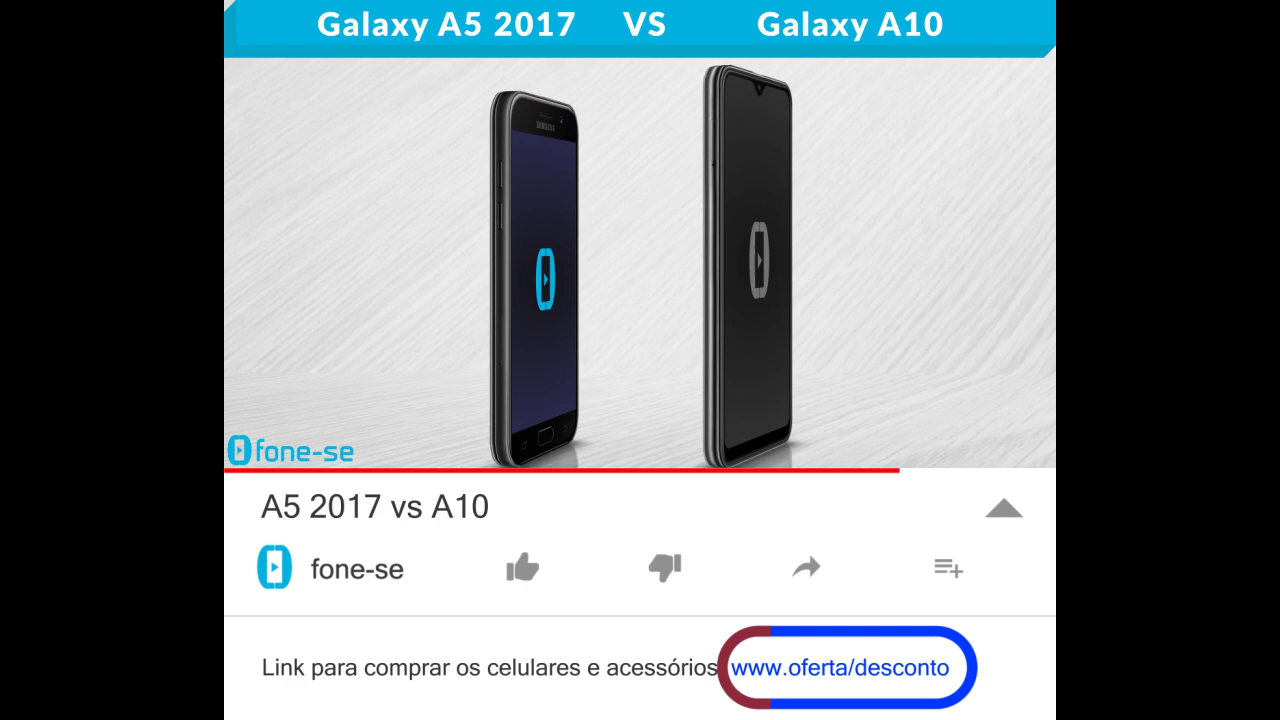 Galaxy A5 2017 VS Galaxy A10
SAMSUNG
fone-se
A5 2017 vs A10
fone-se
Link para comprar os celulares e acessórios www.oferta/desconto